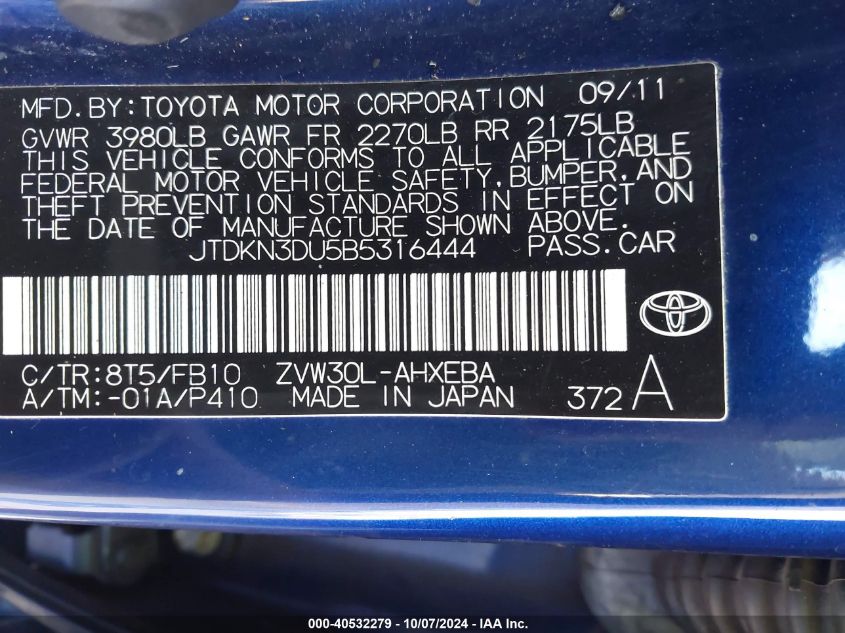 MFD.BY:TOYOTA MOTOR CORPORATION 09/11
GVWR 3980LB GAWR FR 2270LB RR 2175LB
THIS VEHICLE CONFORMS TO ALL APPLICABLE
FEDERAL MOTOR VEHICLE SAFETY,BUMPER,AND
THEFT PREVENTION STANDARDS IN EFFECT ON
THE DATE OF MANUFACTURE SHOWN ABOVE.
JTDKN3DU5B5316444 PASS.CAR
C/TR:8T5/FB10 ZVW30L-AHXEBA
A/TM:-01A/P410 MADE IN JAPAN 372 A
000-40532279 - 10/07/2024 - IAA Inc.